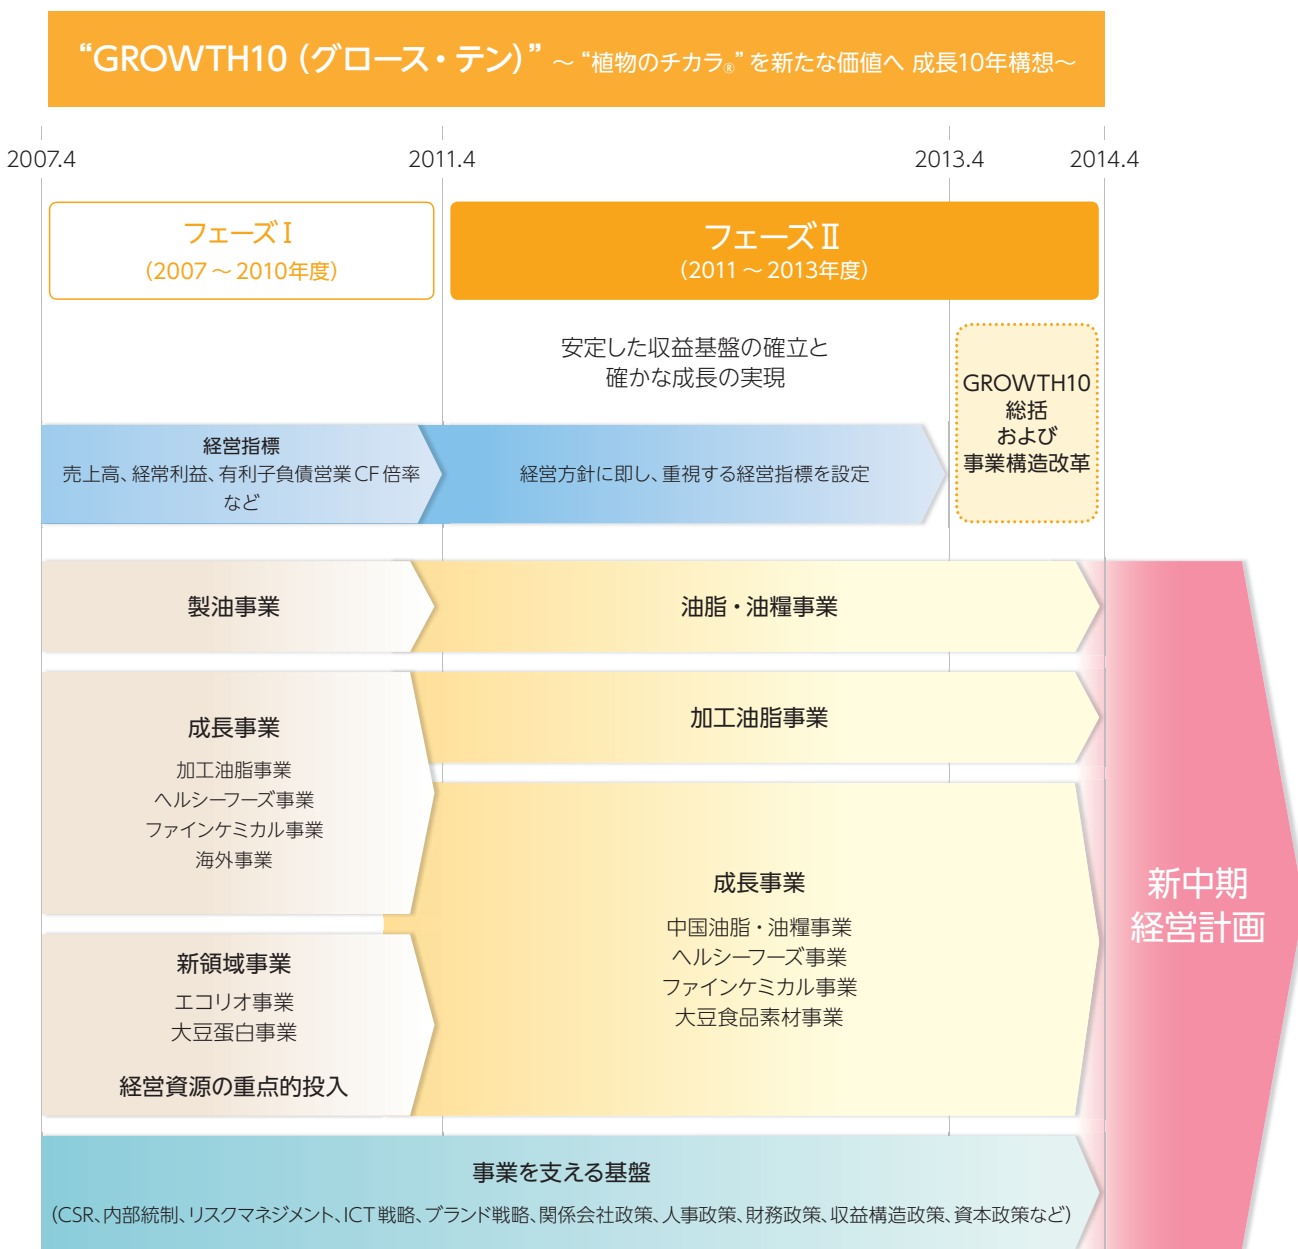 “GROWTH10（グロース・テン）” ～“植物のチカラ®”を新たな価値へ 成長10年構想～
2007.4
2011.4
2013.4
2014.4
フェーズⅠ
（2007～2010年度）
フェーズⅡ
（2011～2013年度）
安定した収益基盤の確立と
確かな成長の実現
GROWTH10
総括
および
事業構造改革
経営指標
売上高、経常利益、有利子負債営業CF倍率
など
経営方針に即し、重視する経営指標を設定
製油事業
油脂・油糧事業
成長事業
加工油脂事業
ヘルシーフーズ事業
ファインケミカル事業
海外事業
加工油脂事業
新領域事業
エコリオ事業
大豆蛋白事業
経営資源の重点的投入
成長事業
中国油脂・油糧事業
ヘルシーフーズ事業
ファインケミカル事業
大豆食品素材事業
新中期
経営計画
事業を支える基盤
（CSR、内部統制、リスクマネジメント、ICT戦略、ブランド戦略、関係会社政策、人事政策、財務政策、収益構造政策、資本政策など）